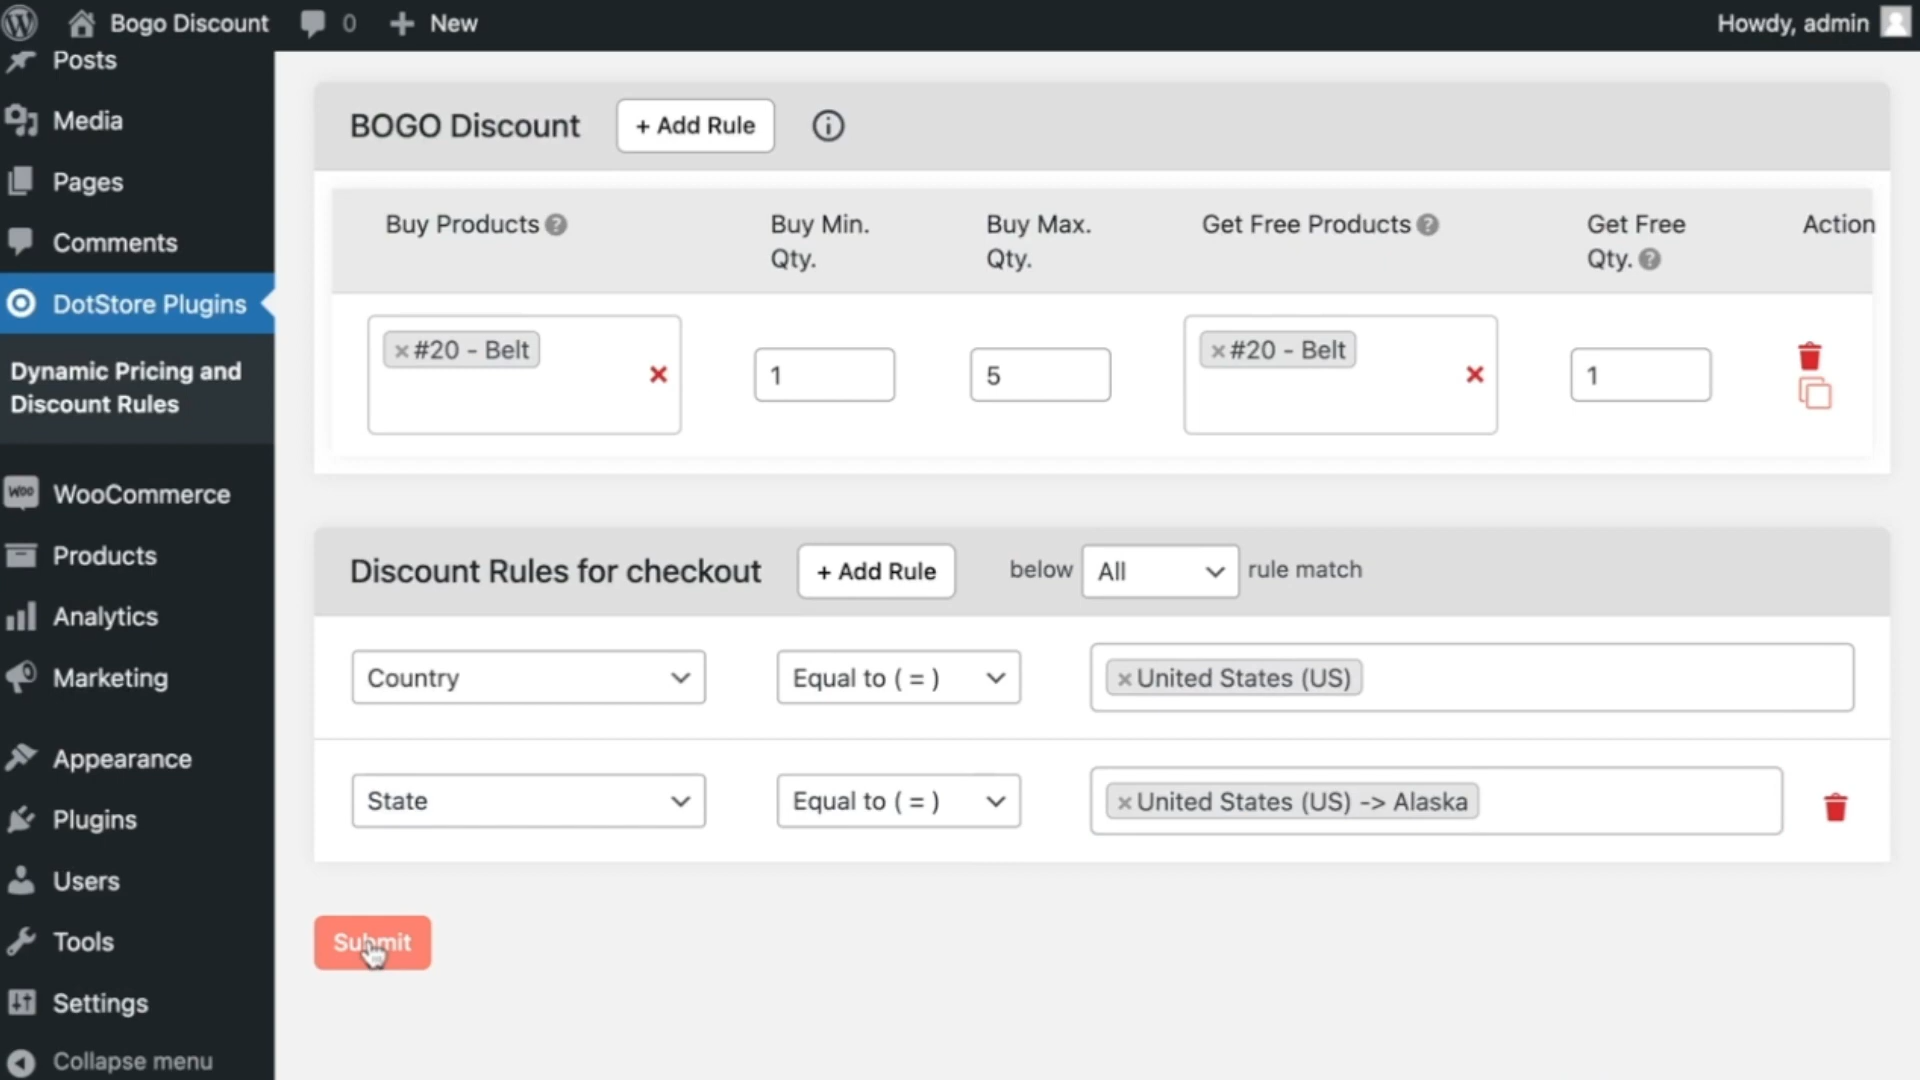 Bogo Discount
0
+ New
Howdy, admin
Posts
Media
Pages
Comments
DotStore Plugins
Dynamic Pricing and
Discount Rules
WOO WooCommerce
Products
Analytics
Marketing
Appearance
Plugins
Users
Tools
Settings
Collapse menu
BOGO Discount
+ Add Rule
Buy Products
Buy Min.
Qty.
Buy Max.
Qty.
Get Free Products
Get Free
Qty.
Action
×#20 - Belt
1
5
×#20 - Belt
1
Discount Rules for checkout
+ Add Rule
below All rule match
Country
Equal to ( = )
×United States (US)
State
Equal to ( = )
×United States (US) -> Alaska
Submit